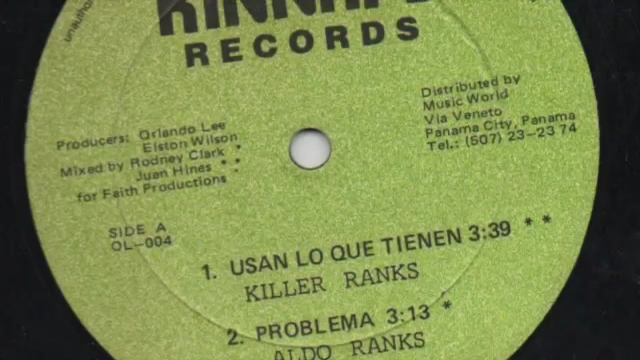 RECORDS
Producers: Orlando Lee
Elston Wilson
Mixed by Rodney Clark *
Juan Hines * *
for Faith Productions
SIDE A
OL-004
Distributed by
Music World
Via Veneto
Panama City, Panama
Tel.: (507) 23-23 74
1. USAN LO QUE TIENEN 3:39 * *
KILLER RANKS
2. PROBLEMA 3:13 *
ALDO RANKS